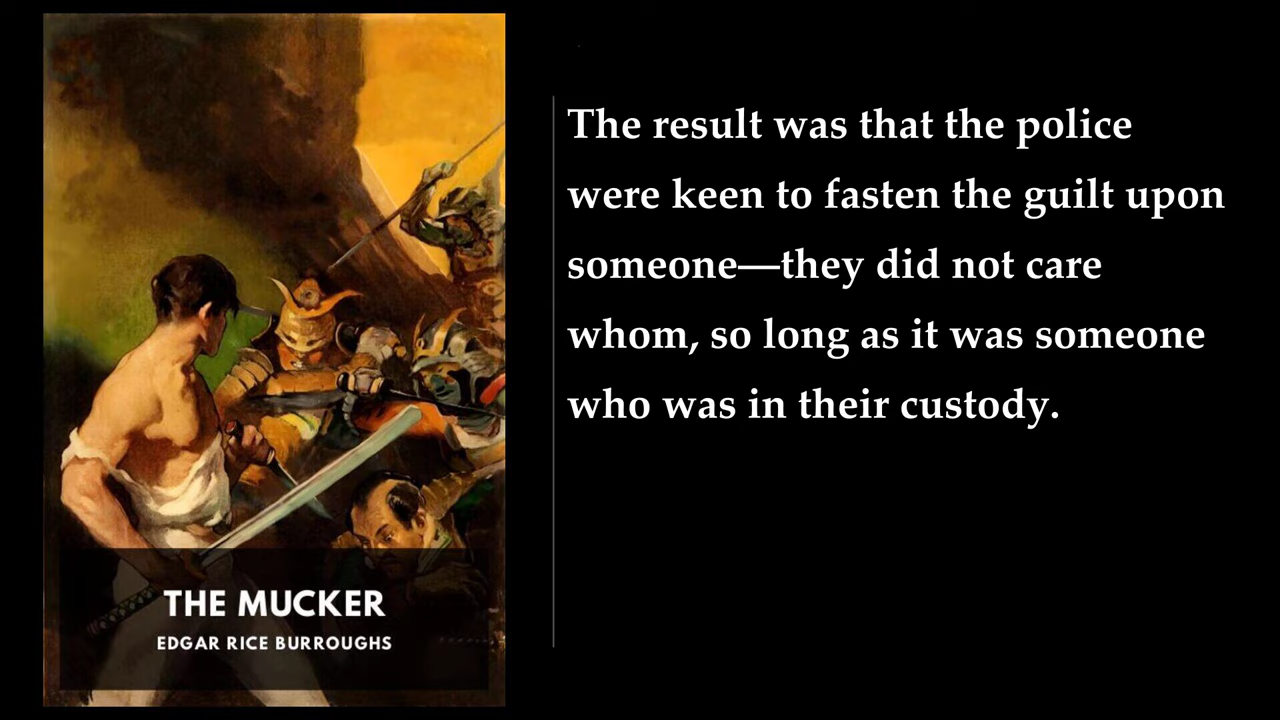 The result was that the police
were keen to fasten the guilt upon
someone—they did not care
whom, so long as it was someone
who was in their custody.
THE MUCKER
EDGAR RICE BURROUGHS